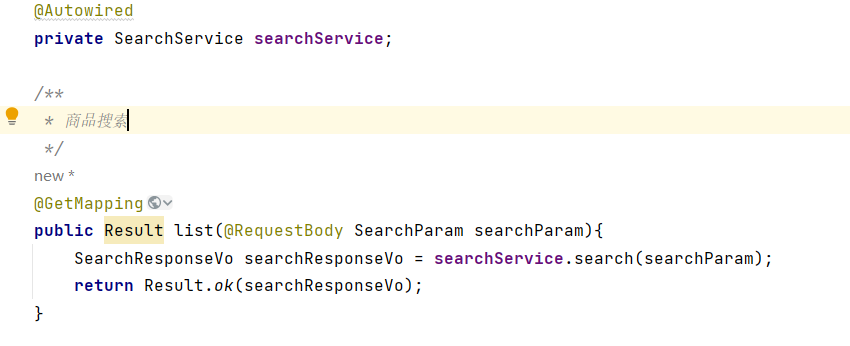 @Autowired
private SearchService searchService;
/**
 * 商品搜索
 */
new *
@GetMapping
public Result list(@RequestBody SearchParam searchParam){
    SearchResponseVo searchResponseVo = searchService.search(searchParam);
    return Result.ok(searchResponseVo);
}